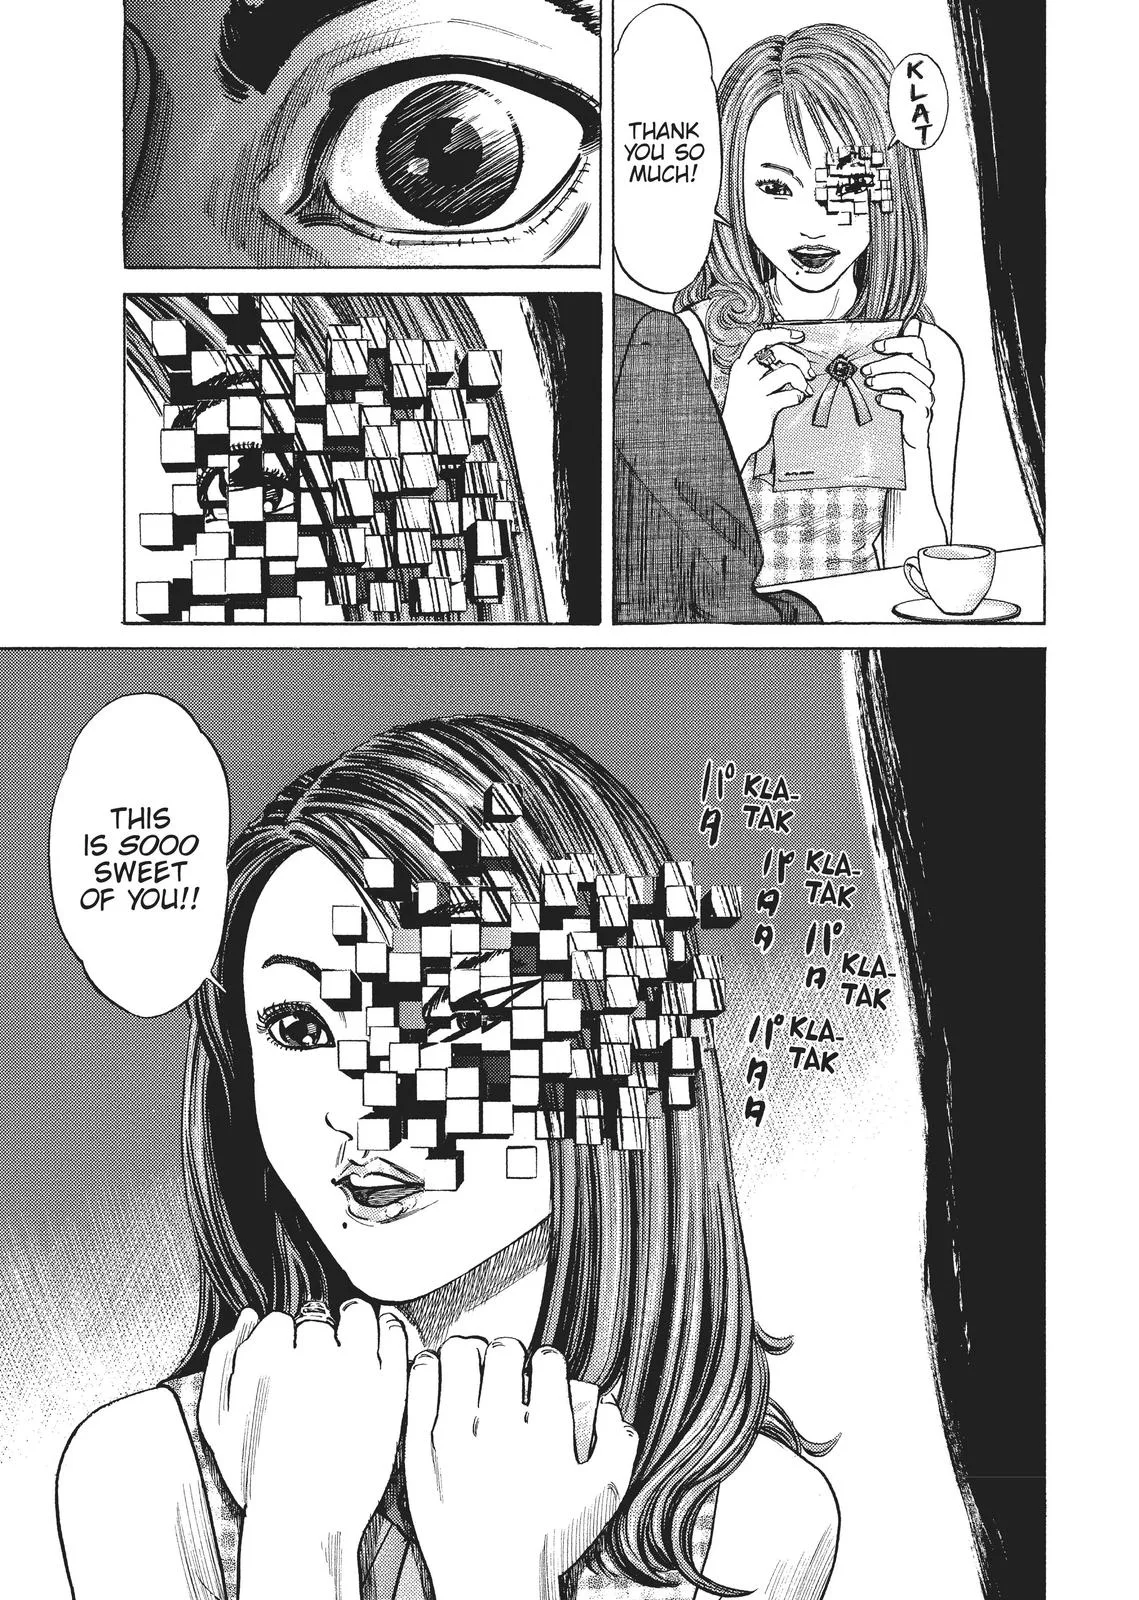 KLAT
THANK
YOU SO
MUCH!
THIS
IS SOOO
SWEET
OF YOU!!
パタ
KLA-
TAK
パタタ
KLA-
TAK
パタ
KLA-
TAK
パタタ
KLA-
TAK